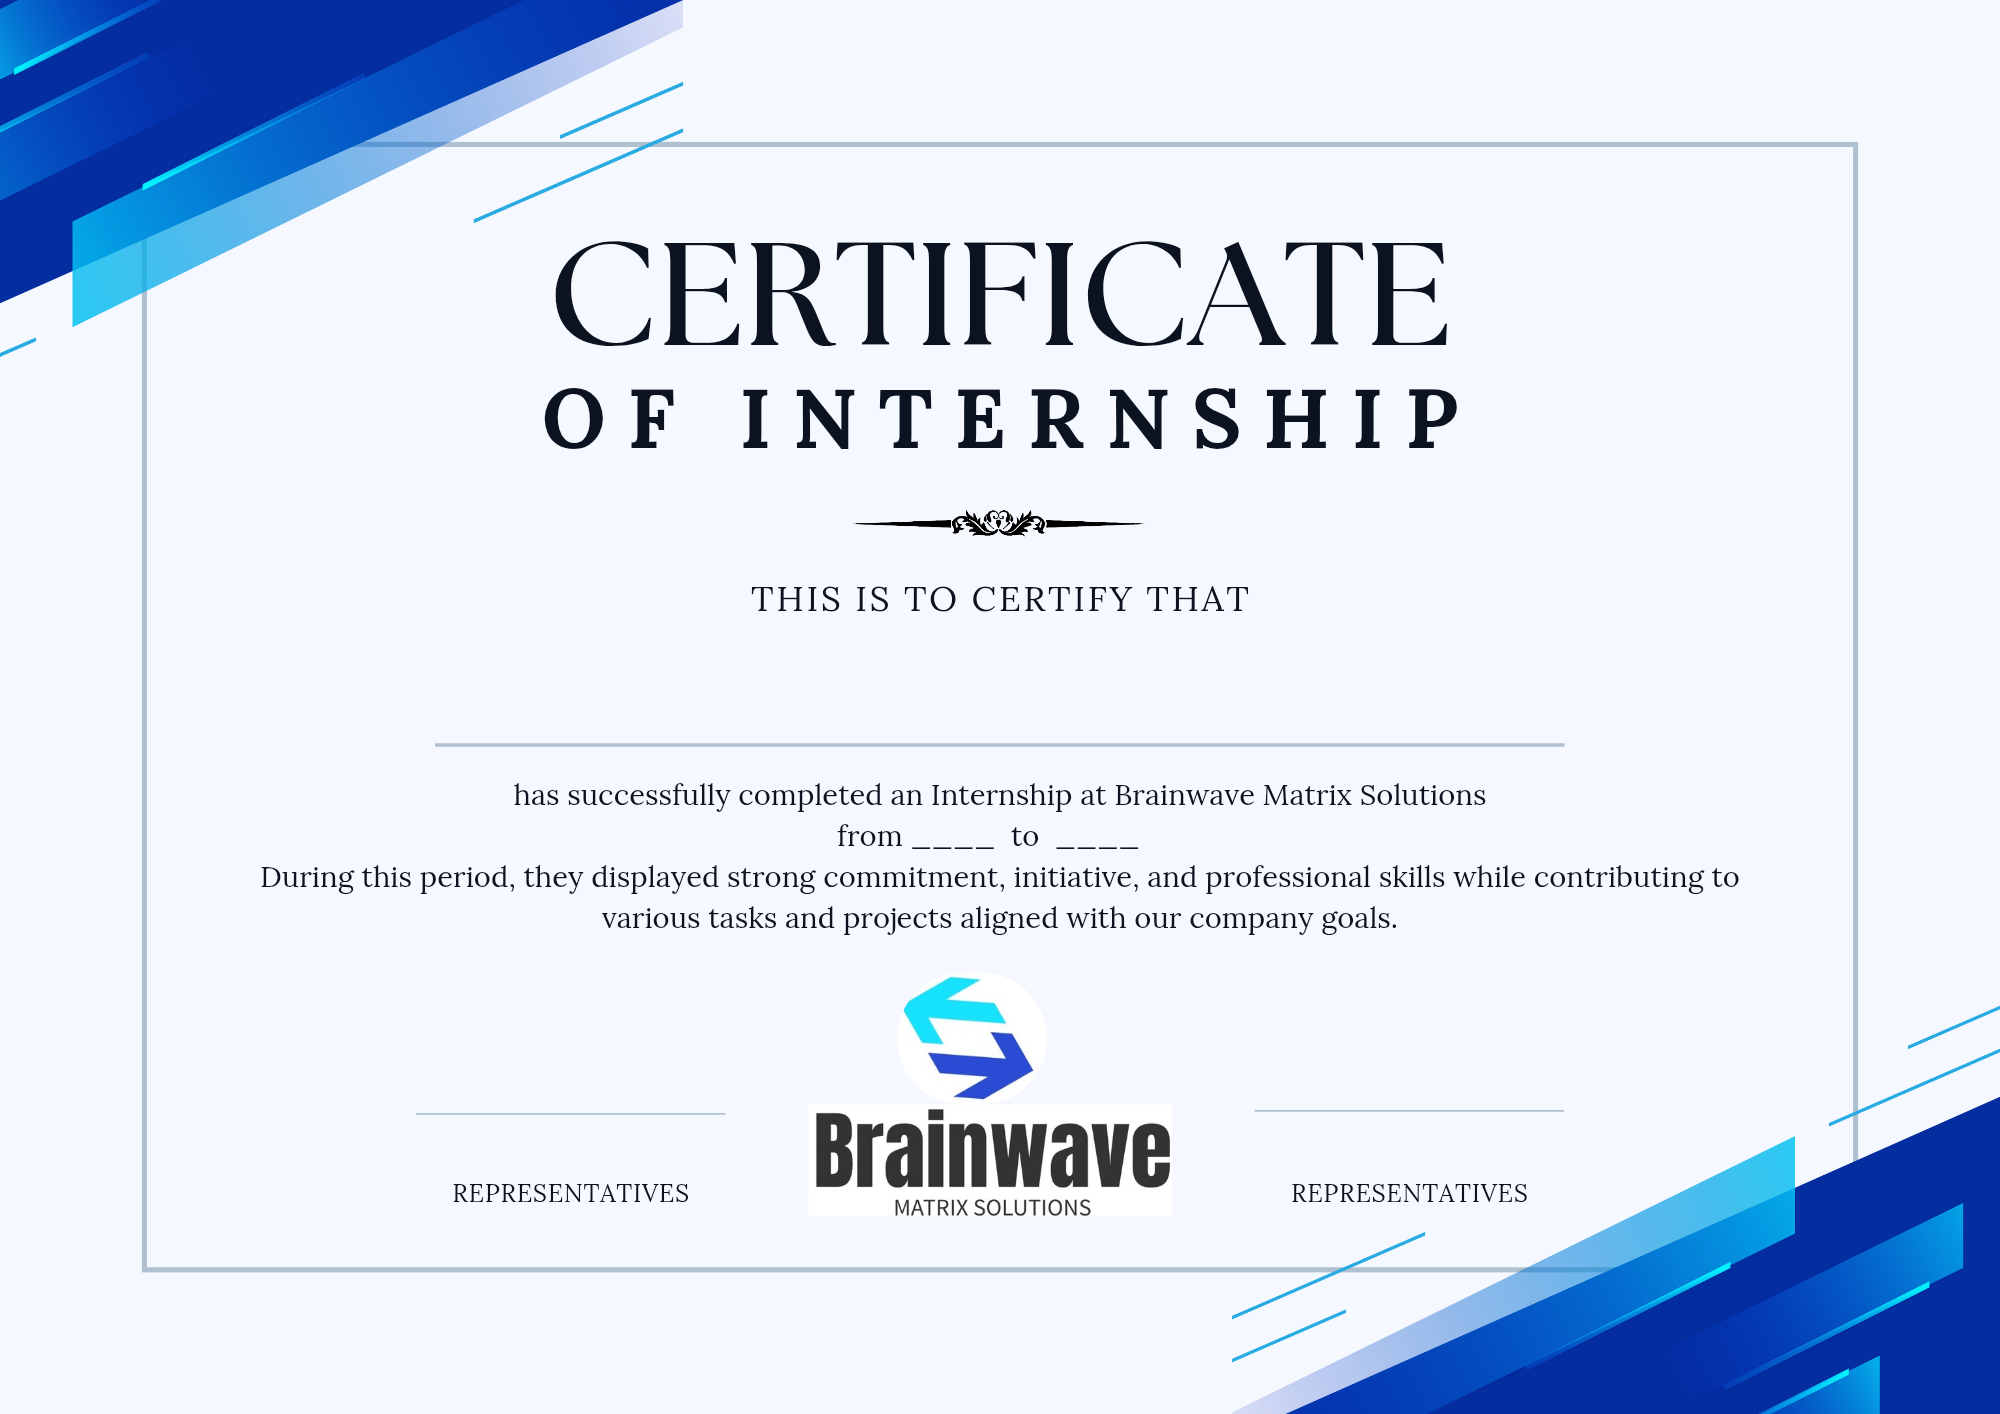 CERTIFICATE
OF INTERNSHIP
THIS IS TO CERTIFY THAT
has successfully completed an Internship at Brainwave Matrix Solutions
from ____ to ____
During this period, they displayed strong commitment, initiative, and professional skills while contributing to
various tasks and projects aligned with our company goals.
Brainwave
MATRIX SOLUTIONS
REPRESENTATIVES
REPRESENTATIVES